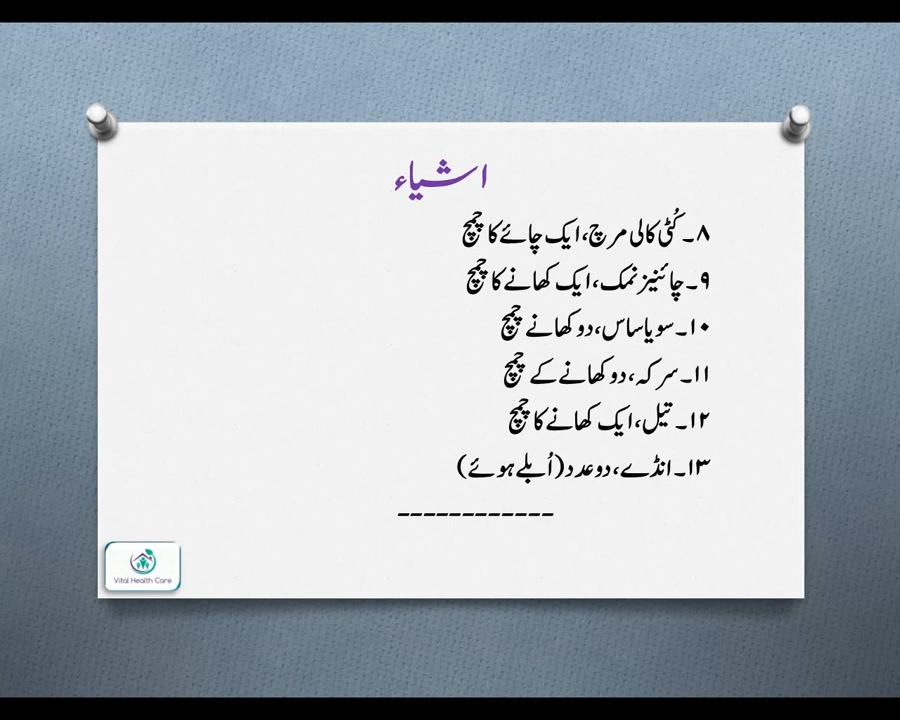 اشیاء
۸۔کُٹی کالی مرچ، ایک چائے کا چمچ
۹۔چائنیز نمک، ایک کھانے کا چمچ
۱۰۔سویا ساس، دو کھانے چمچ
۱۱۔سرکہ، دو کھانے کے چمچ
۱۲۔تیل، ایک کھانے کا چمچ
۱۳۔انڈے، دو عدد (اُبلے ہوئے)
------------
Vital Health Care